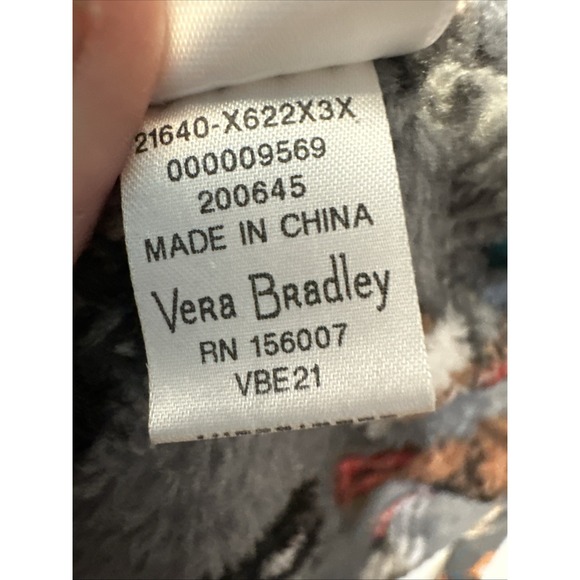 21640-X622X3X
000009569
200645
MADE IN CHINA
Vera Bradley
RN 156007
VBE21